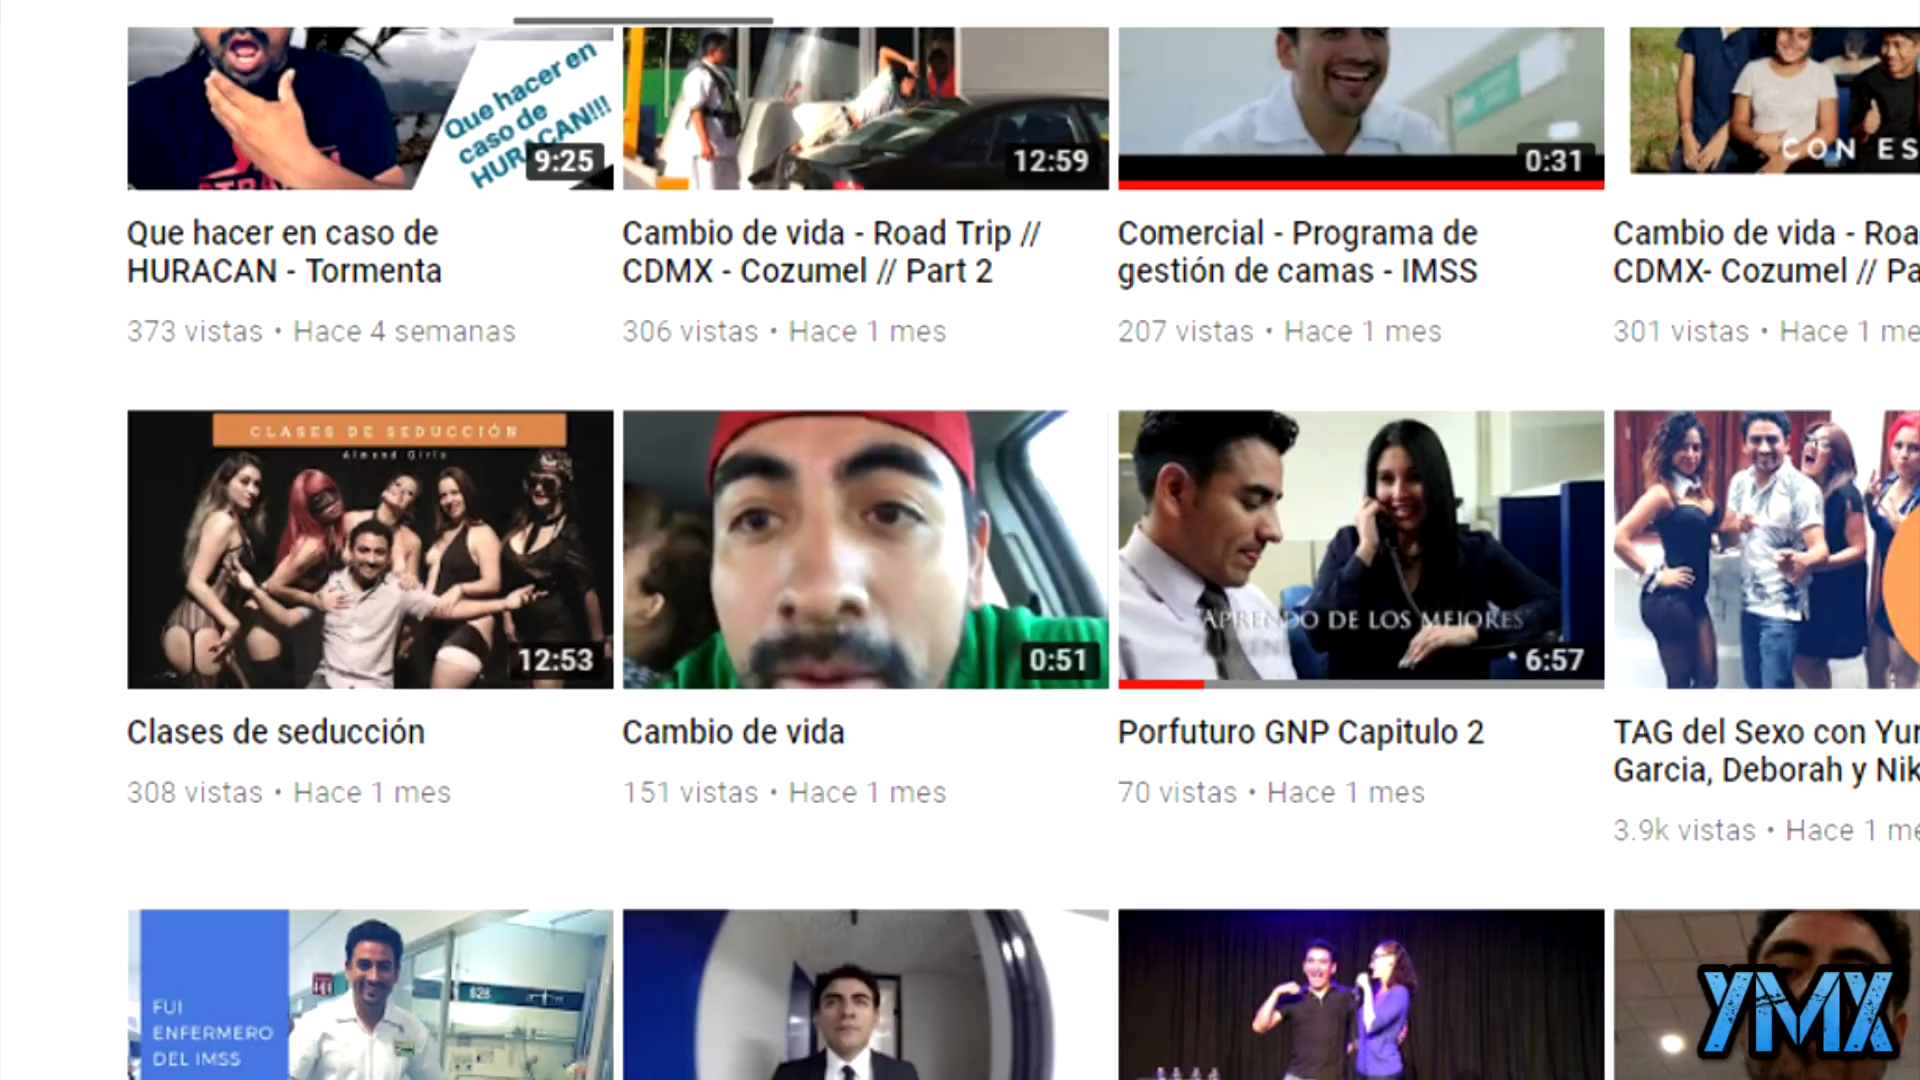 Que hacer en
caso de
HURACAN!!!
9:25
12:59
0:31
CON ES
Que hacer en caso de
HURACAN - Tormenta
373 vistas • Hace 4 semanas
Cambio de vida - Road Trip //
CDMX - Cozumel // Part 2
306 vistas • Hace 1 mes
Comercial - Programa de
gestión de camas - IMSS
207 vistas • Hace 1 mes
Cambio de vida - Roa
CDMX- Cozumel // Pa
301 vistas • Hace 1 me
CLASES DE SEDUCCIÓN
Almond Girls
12:53
0:51
"APRENDO DE LOS MEJORES"
6:57
Clases de seducción
308 vistas • Hace 1 mes
Cambio de vida
151 vistas • Hace 1 mes
Porfuturo GNP Capitulo 2
70 vistas • Hace 1 mes
TAG del Sexo con Yur
Garcia, Deborah y Nik
3.9k vistas • Hace 1 me
FUI
ENFERMERO
DEL IMSS
YMX